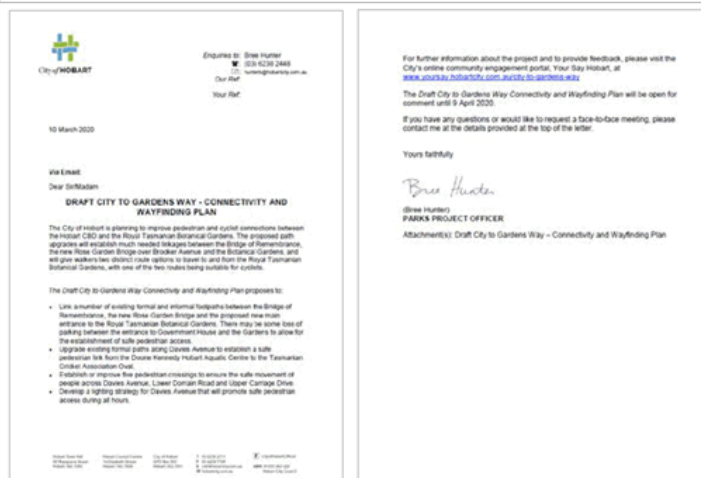 City of HOBART
Enquiries to: Bree Hunter
(03) 6238 2448
hunterb@hobartcity.com.au
Our Ref:
Your Ref:
10 March 2020
Via Email:
Dear Sir/Madam
DRAFT CITY TO GARDENS WAY - CONNECTIVITY AND
WAYFINDING PLAN
The City of Hobart is planning to improve pedestrian and cyclist connections between
the Hobart CBD and the Royal Tasmanian Botanical Gardens. The proposed path
upgrades will establish much needed linkages between the Bridge of Remembrance,
the new Rose Garden Bridge over Brooker Avenue and the Botanical Gardens, and
will give walkers two distinct route options to travel to and from the Royal Tasmanian
Botanical Gardens, with one of the two routes being suitable for cyclists.
The Draft City to Gardens Way Connectivity and Wayfinding Plan proposes to:
• Link a number of existing formal and informal footpaths between the Bridge of
Remembrance, the new Rose Garden Bridge and the proposed new main
entrance to the Royal Tasmanian Botanical Gardens. There may be some loss of
parking between the entrance to Government House and the Gardens to allow for
the establishment of safe pedestrian access.
• Upgrade existing formal paths along Davies Avenue to establish a safe
pedestrian link from the Doone Kennedy Hobart Aquatic Centre to the Tasmanian
Cricket Association Oval.
• Establish or improve five pedestrian crossings to ensure the safe movement of
people across Davies Avenue, Lower Domain Road and Upper Carriage Drive.
• Develop a lighting strategy for Davies Avenue that will promote safe pedestrian
access during all hours.
For further information about the project and to provide feedback, please visit the
City's online community engagement portal, Your Say Hobart, at
www.yoursay.hobartcity.com.au/city-to-gardens-way
The Draft City to Gardens Way Connectivity and Wayfinding Plan will be open for
comment until 9 April 2020.
If you have any questions or would like to request a face-to-face meeting, please
contact me at the details provided at the top of the letter.
Yours faithfully
Bree Hunter
(Bree Hunter)
PARKS PROJECT OFFICER
Attachment(s): Draft City to Gardens Way – Connectivity and Wayfinding Plan